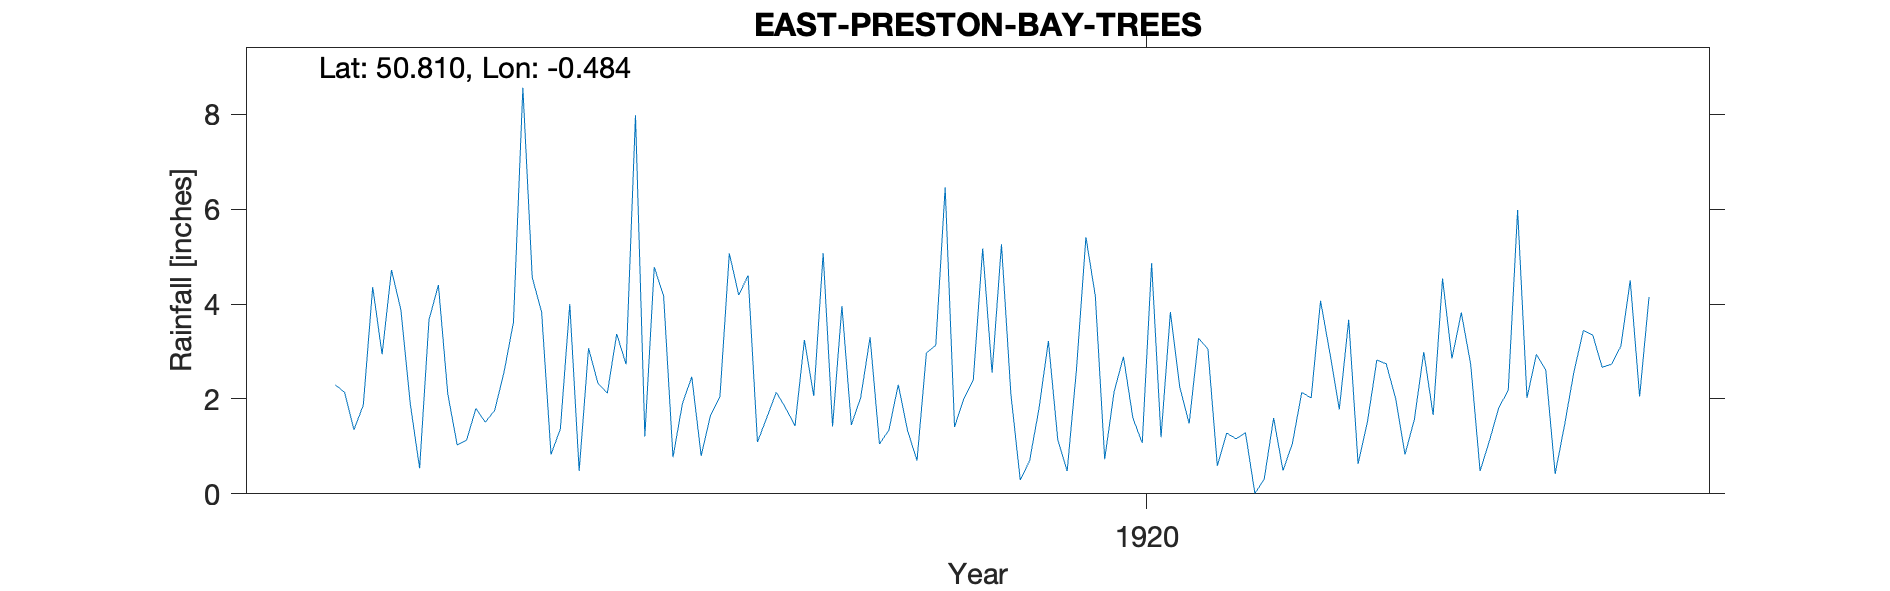 EAST-PRESTON-BAY-TREES
Lat: 50.810, Lon: -0.484
8
6
4
2
0
Rainfall [inches]
1920
Year